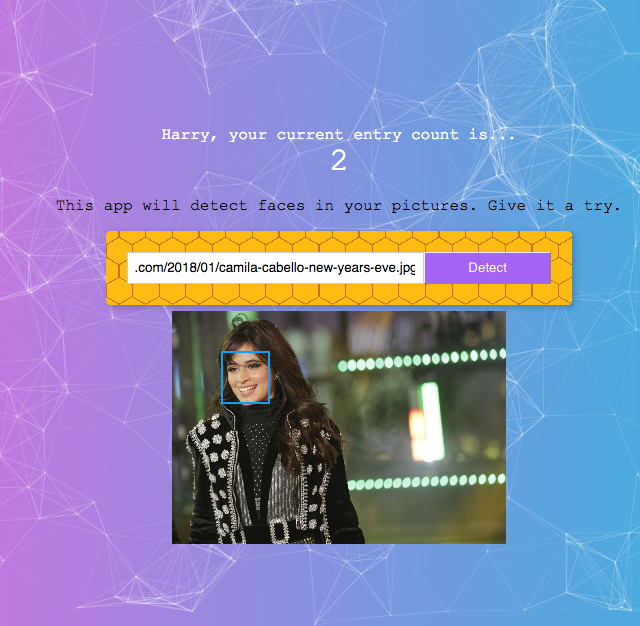 Harry, your current entry count is...
2
This app will detect faces in your pictures. Give it a try.
.com/2018/01/camila-cabello-new-years-eve.jpg Detect